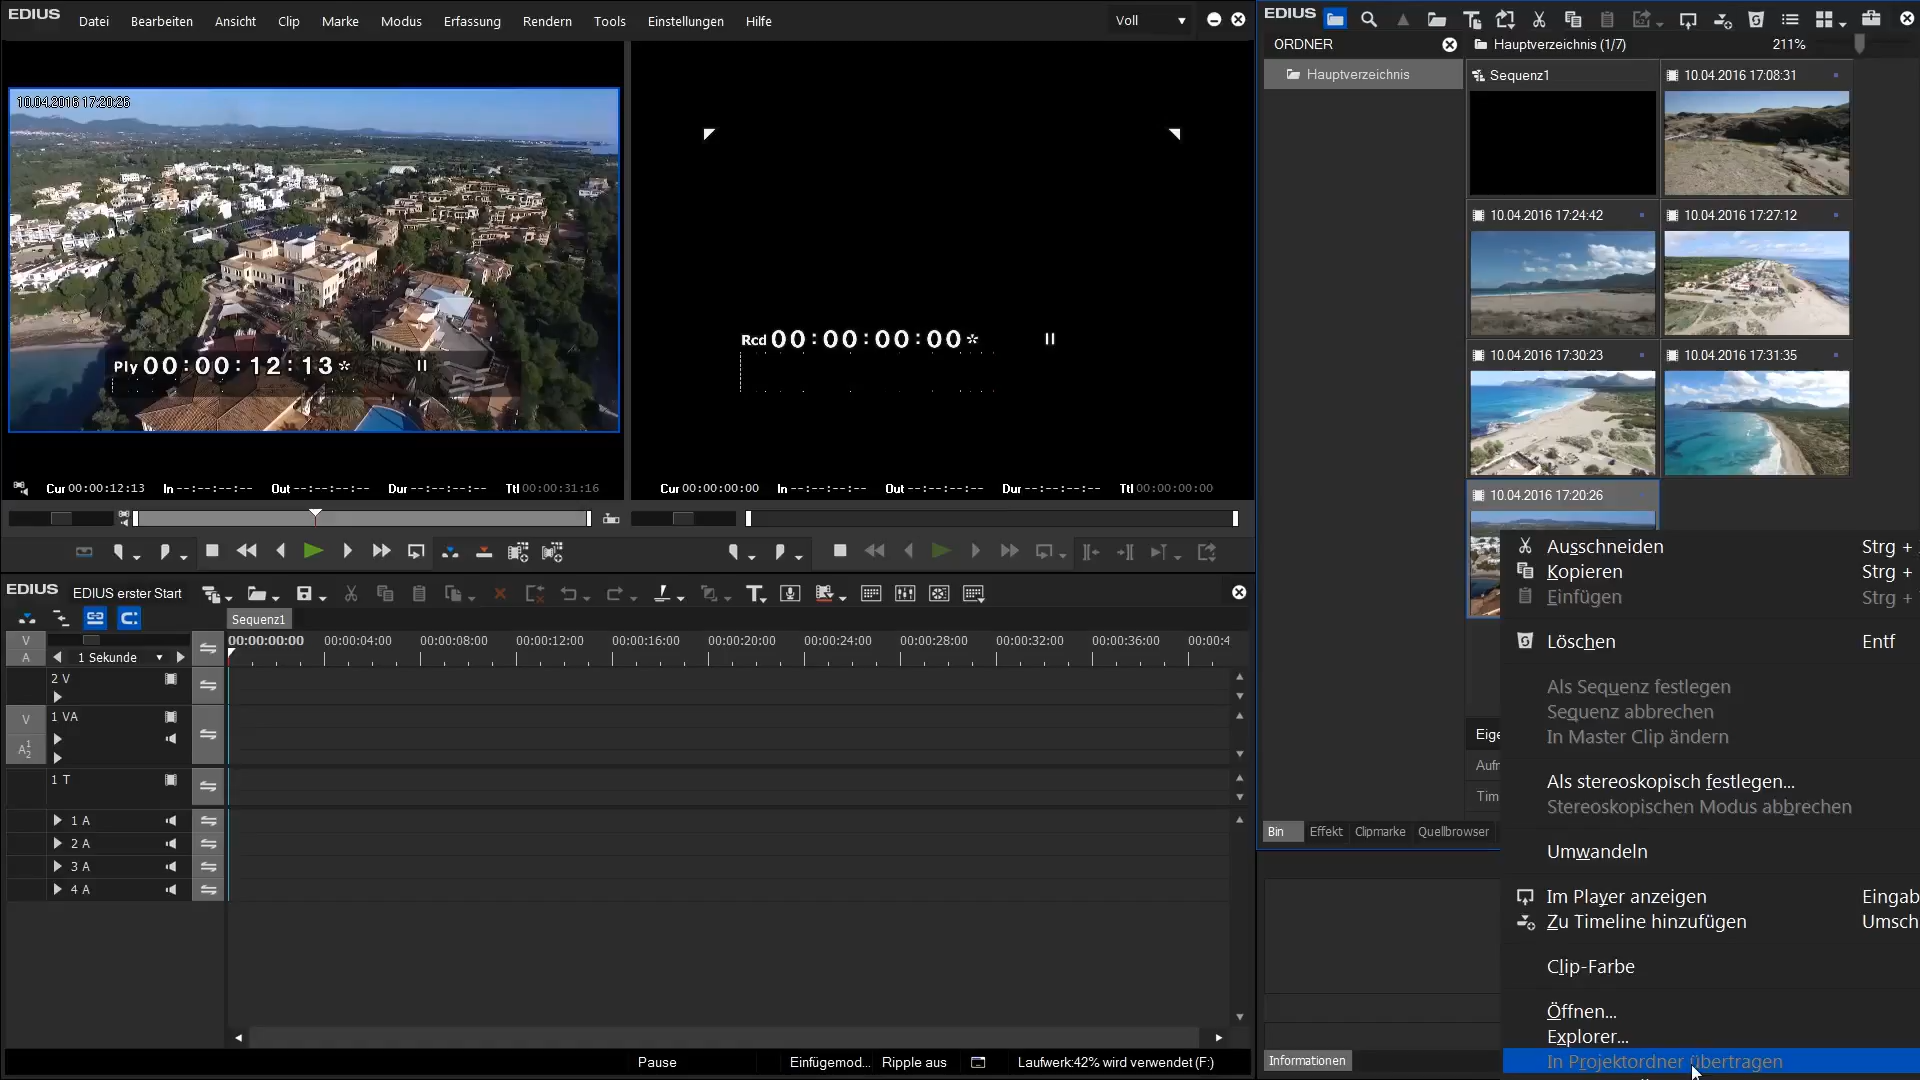 EDIUS
Datei Bearbeiten Ansicht Clip Marke Modus Erfassung Rendern Tools Einstellungen Hilfe
Voll
10.04.2016 17:20:26
Ply 00:00:12:13*
Rcd 00:00:00:00*
Cur 00:00:12:13 In --:--:--:-- Out --:--:--:-- Dur --:--:--:-- Ttl 00:00:31:16
Cur 00:00:00:00 In --:--:--:-- Out --:--:--:-- Dur --:--:--:-- Ttl 00:00:00:00
EDIUS
ORDNER
Hauptverzeichnis (1/7)
211%
Hauptverzeichnis
Sequenz1
10.04.2016 17:08:31
10.04.2016 17:24:42
10.04.2016 17:27:12
10.04.2016 17:30:23
10.04.2016 17:31:35
10.04.2016 17:20:26
Bin Effekt Clipmarke Quellbrowser
Informationen
Ausschneiden Strg +
Kopieren Strg +
Einfügen Strg +
Löschen Entf
Als Sequenz festlegen
Sequenz abbrechen
In Master Clip ändern
Als stereoskopisch festlegen...
Stereoskopischen Modus abbrechen
Umwandeln
Im Player anzeigen Eingab
Zu Timeline hinzufügen Umsch
Clip-Farbe
Öffnen...
Explorer...
In Projektordner übertragen
EDIUS EDIUS erster Start
Sequenz1
V
A
1 Sekunde
00:00:00:00 00:00:04:00 00:00:08:00 00:00:12:00 00:00:16:00 00:00:20:00 00:00:24:00 00:00:28:00 00:00:32:00 00:00:36:00 00:00:4
2 V
V 1 VA
A 1 2
1 T
1 A
2 A
3 A
4 A
Pause Einfügemod... Ripple aus Laufwerk:42% wird verwendet (F:)